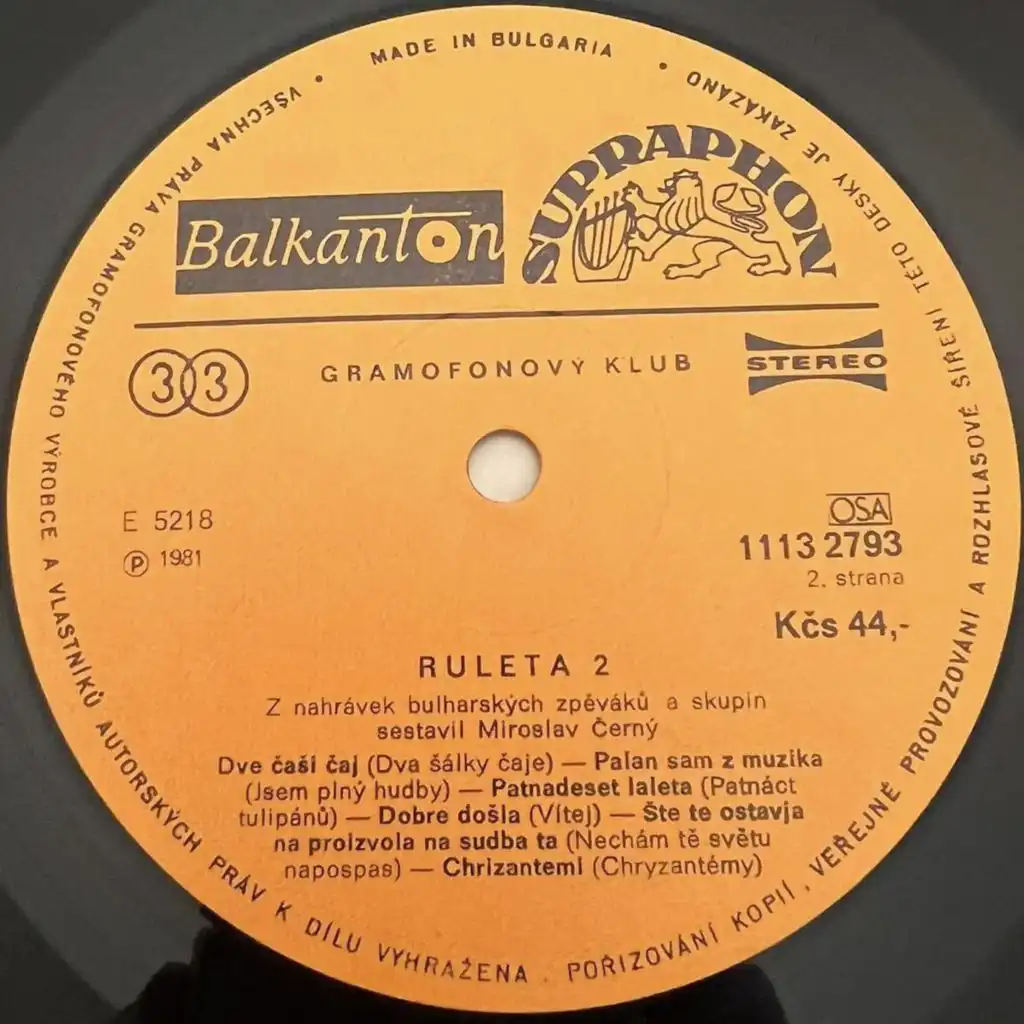 MADE IN BULGARIA
VŠECHNA PRÁVA GRAMOFONOVÉHO VÝROBCE A VLASTNÍKŮ AUTORSKÝCH PRÁV K DÍLU VYHRAŽENA . POŘIZOVÁNÍ KOPIÍ , VEŘEJNÉ PROVOZOVÁNÍ A ROZHLASOVÉ ŠÍŘENÍ TÉTO DESKY JE ZAKÁZÁNO
Balkanton
SUPRAPHON
33
GRAMOFONOVÝ KLUB
STEREO
E 5218
℗ 1981
OSA
1113 2793
2. strana
Kčs 44,-
RULETA 2
Z nahrávek bulharských zpěváků a skupin
sestavil Miroslav Černý
Dve čaši čaj (Dva šálky čaje) — Palan sam z muzika
(Jsem plný hudby) — Patnadeset laleta (Patnáct
tulipánů) — Dobre došla (Vítej) — Šte te ostavja
na proizvola na sudba ta (Nechám tě světu
napospas) — Chrizantemi (Chryzantémy)